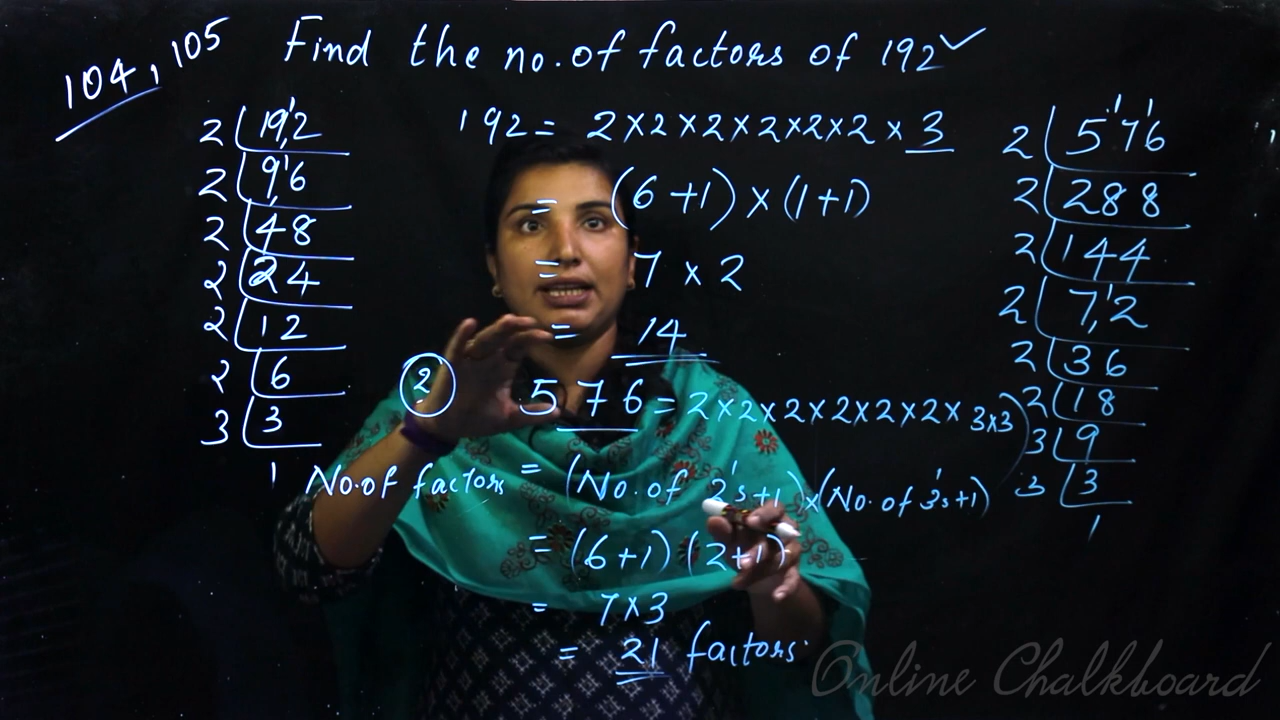 104, 105
Find the no. of factors of 192 ✓
2 | 192
2 | 96
2 | 48
2 | 24
2 | 12
2 | 6
3 | 3
1
192 = 2×2×2×2×2×2×3
= (6+1)×(1+1)
= 7×2
= 14
2 | 576
2 | 288
2 | 144
2 | 72
2 | 36
2 | 18
3 | 9
3 | 3
1
② 576 = 2×2×2×2×2×2×3×3
No. of factors = (No. of 2's+1)×(No. of 3's+1)
= (6+1)(2+1)
= 7×3
= 21 factors.
Online Chalkboard